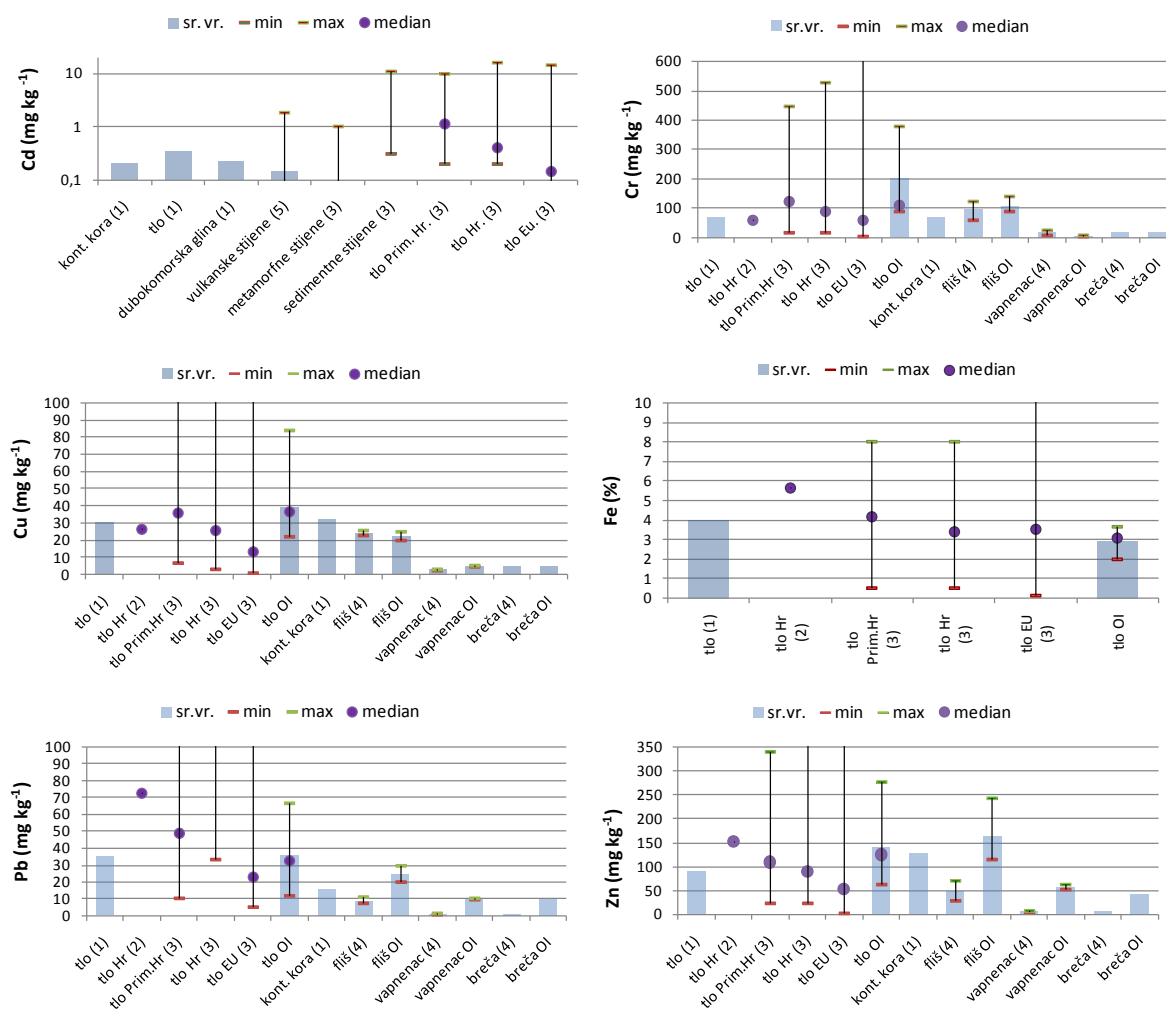 sr.vr. min max median
Cd (mg kg⁻¹)
10
1
0,1
kont. kora (1)
tlo (1)
dubokomorska glina (1)
vulkanske stijene (5)
metamorfne stijene (3)
sedimentne stijene (3)
tlo Prim. Hr. (3)
tlo Hr. (3)
tlo Eu. (3)
sr.vr. min max median
Cr (mg kg⁻¹)
600
500
400
300
200
100
0
tlo (1)
tlo Hr (2)
tlo Prim.Hr (3)
tlo Hr (3)
tlo EU (3)
tlo OI
kont. kora (1)
fliš (4)
fliš OI
vapnenac (4)
vapnenac OI
breča (4)
breča OI
sr.vr. min max median
Cu (mg kg⁻¹)
100
90
80
70
60
50
40
30
20
10
0
tlo (1)
tlo Hr (2)
tlo Prim.Hr (3)
tlo Hr (3)
tlo EU (3)
tlo OI
kont. kora (1)
fliš (4)
fliš OI
vapnenac (4)
vapnenac OI
breča (4)
breča OI
sr.vr. min max median
Fe (%)
10
9
8
7
6
5
4
3
2
1
0
tlo (1)
tlo Hr
(2)
tlo
Prim.Hr
(3)
tlo Hr
(3)
tlo EU
(3)
tlo OI
sr.vr. min max median
Pb (mg kg⁻¹)
100
90
80
70
60
50
40
30
20
10
0
tlo (1)
tlo Hr (2)
tlo Prim.Hr (3)
tlo Hr (3)
tlo EU (3)
tlo OI
kont. kora (1)
fliš (4)
fliš OI
vapnenac (4)
vapnenac OI
breča (4)
breča OI
sr.vr. min max median
Zn (mg kg⁻¹)
350
300
250
200
150
100
50
0
tlo (1)
tlo Hr (2)
tlo Prim.Hr (3)
tlo Hr (3)
tlo EU (3)
tlo OI
kont. kora (1)
fliš (4)
fliš OI
vapnenac (4)
vapnenac OI
breča (4)
breča OI